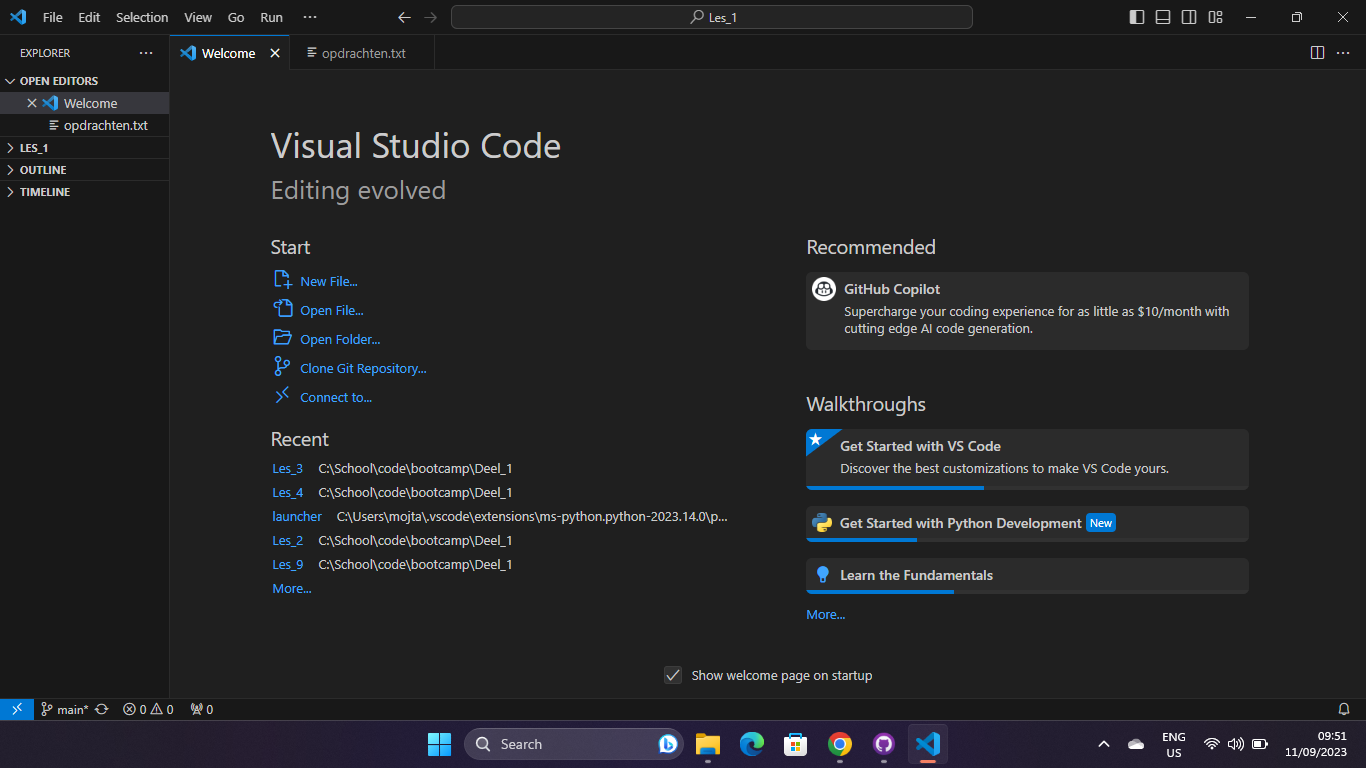 File Edit Selection View Go Run ···
Les_1
EXPLORER
Welcome
opdrachten.txt
OPEN EDITORS
Welcome
opdrachten.txt
LES_1
OUTLINE
TIMELINE
Visual Studio Code
Editing evolved
Start
New File...
Open File...
Open Folder...
Clone Git Repository...
Connect to...
Recent
Les_3 C:\School\code\bootcamp\Deel_1
Les_4 C:\School\code\bootcamp\Deel_1
launcher C:\Users\mojta\.vscode\extensions\ms-python.python-2023.14.0\p...
Les_2 C:\School\code\bootcamp\Deel_1
Les_9 C:\School\code\bootcamp\Deel_1
More...
Recommended
GitHub Copilot
Supercharge your coding experience for as little as $10/month with
cutting edge AI code generation.
Walkthroughs
Get Started with VS Code
Discover the best customizations to make VS Code yours.
Get Started with Python Development New
Learn the Fundamentals
More...
Show welcome page on startup
main* 0 0 0
Search
ENG
US
09:51
11/09/2023